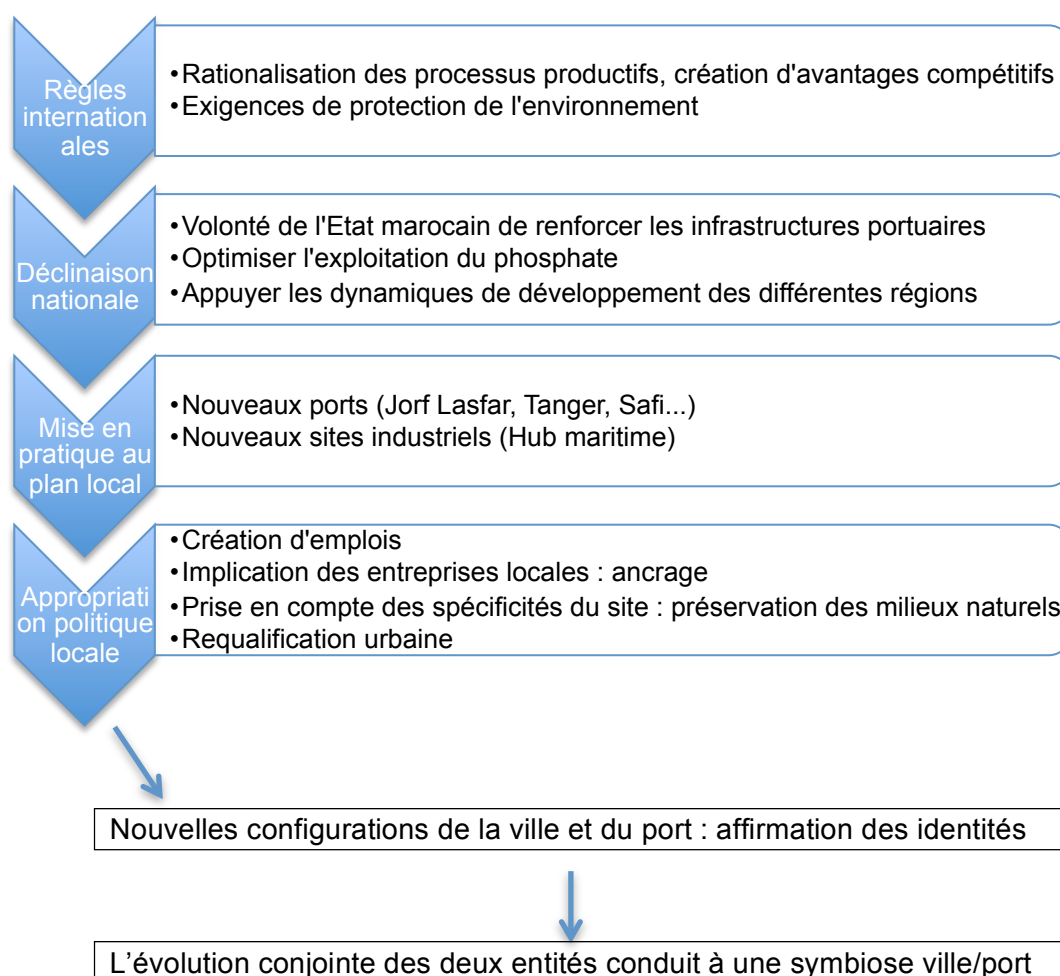 Règles
internation
ales
•Rationalisation des processus productifs, création d'avantages compétitifs
•Exigences de protection de l'environnement
Déclinaison
nationale
•Volonté de l'Etat marocain de renforcer les infrastructures portuaires
•Optimiser l'exploitation du phosphate
•Appuyer les dynamiques de développement des différentes régions
Mise en
pratique au
plan local
•Nouveaux ports (Jorf Lasfar, Tanger, Safi...)
•Nouveaux sites industriels (Hub maritime)
Appropriati
on politique
locale
•Création d'emplois
•Implication des entreprises locales : ancrage
•Prise en compte des spécificités du site : préservation des milieux naturels
•Requalification urbaine
Nouvelles configurations de la ville et du port : affirmation des identités
L’évolution conjointe des deux entités conduit à une symbiose ville/port